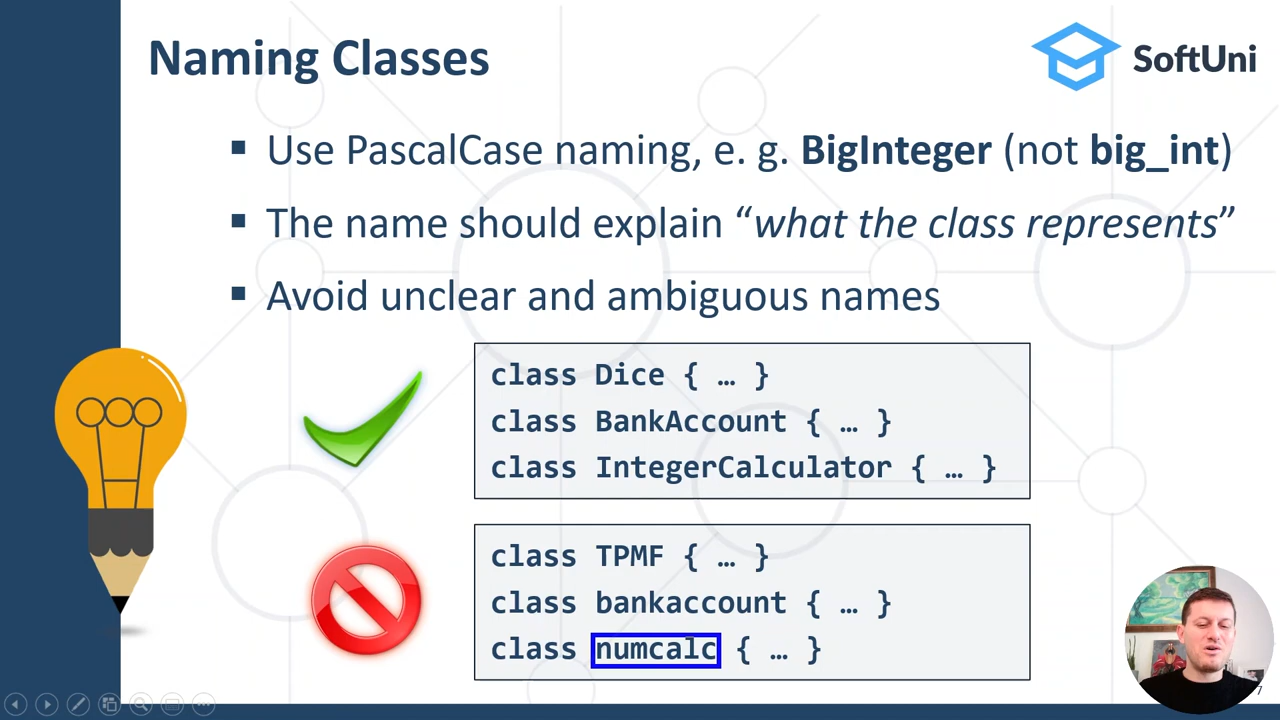 Naming Classes
SoftUni
▪ Use PascalCase naming, e. g. BigInteger (not big_int)
▪ The name should explain “what the class represents”
▪ Avoid unclear and ambiguous names
class Dice { … }
class BankAccount { … }
class IntegerCalculator { … }
class TPMF { … }
class bankaccount { … }
class numcalc { … }
7